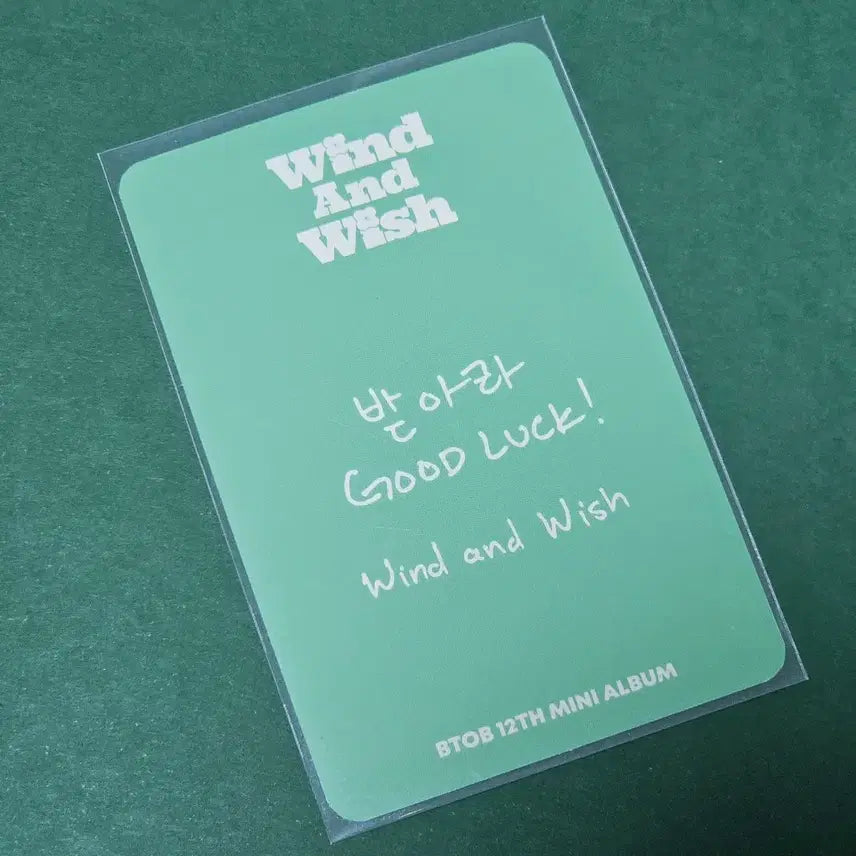 Wind
And
Wish
받아라
GOOD LUCK!
Wind and Wish
BTOB 12TH MINI ALBUM